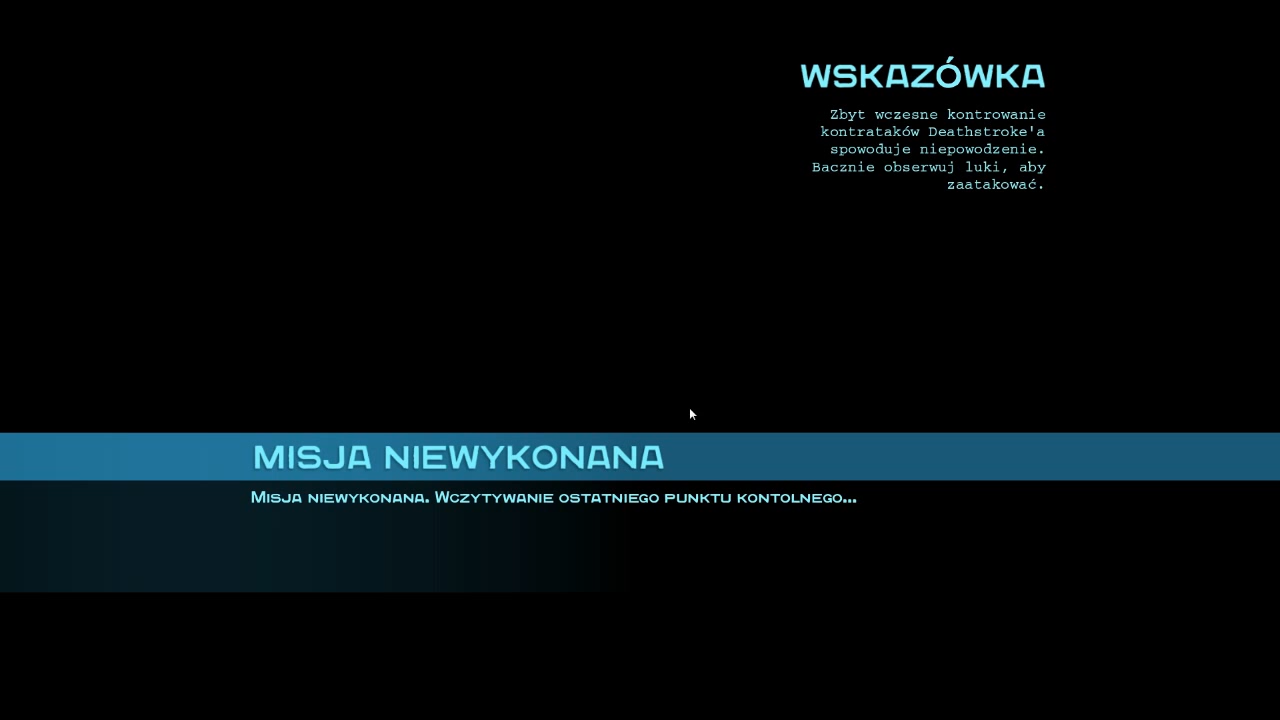 WSKAZÓWKA
Zbyt wczesne kontrowanie
kontrataków Deathstroke'a
spowoduje niepowodzenie.
Bacznie obserwuj luki, aby
zaatakować.
MISJA NIEWYKONANA
Misja niewykonana. Wczytywanie ostatniego punktu kontolnego...